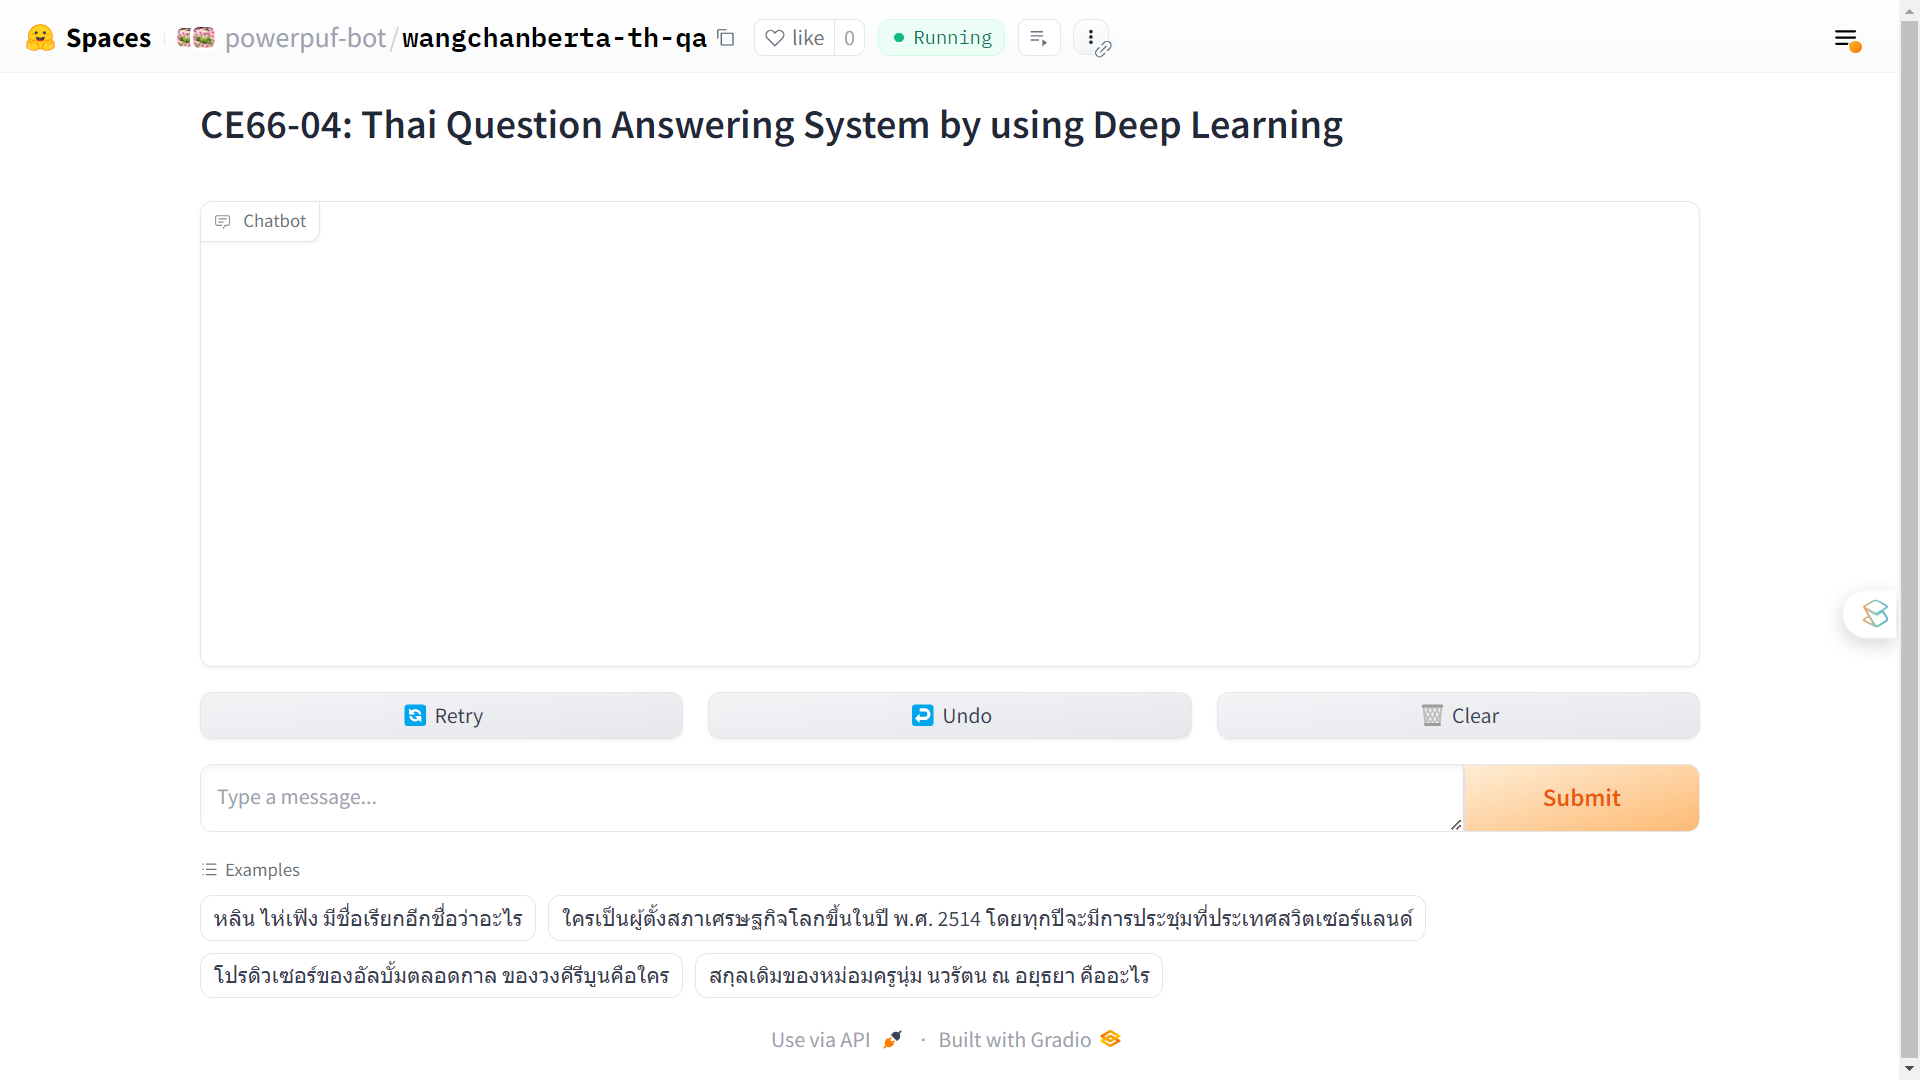 Spaces powerpuf-bot/wangchanberta-th-qa like 0 Running
CE66-04: Thai Question Answering System by using Deep Learning
Chatbot
Retry Undo Clear
Type a message... Submit
Examples
หลิน ไห่เฟิง มีชื่อเรียกอีกชื่อว่าอะไร ใครเป็นผู้ตั้งสภาเศรษฐกิจโลกขึ้นในปี พ.ศ. 2514 โดยทุกปีจะมีการประชุมที่ประเทศสวิตเซอร์แลนด์
โปรดิวเซอร์ของอัลบั้มตลอดกาล ของวงคีรีบูนคือใคร สกุลเดิมของหม่อมครูนุ่ม นวรัตน ณ อยุธยา คืออะไร
Use via API · Built with Gradio